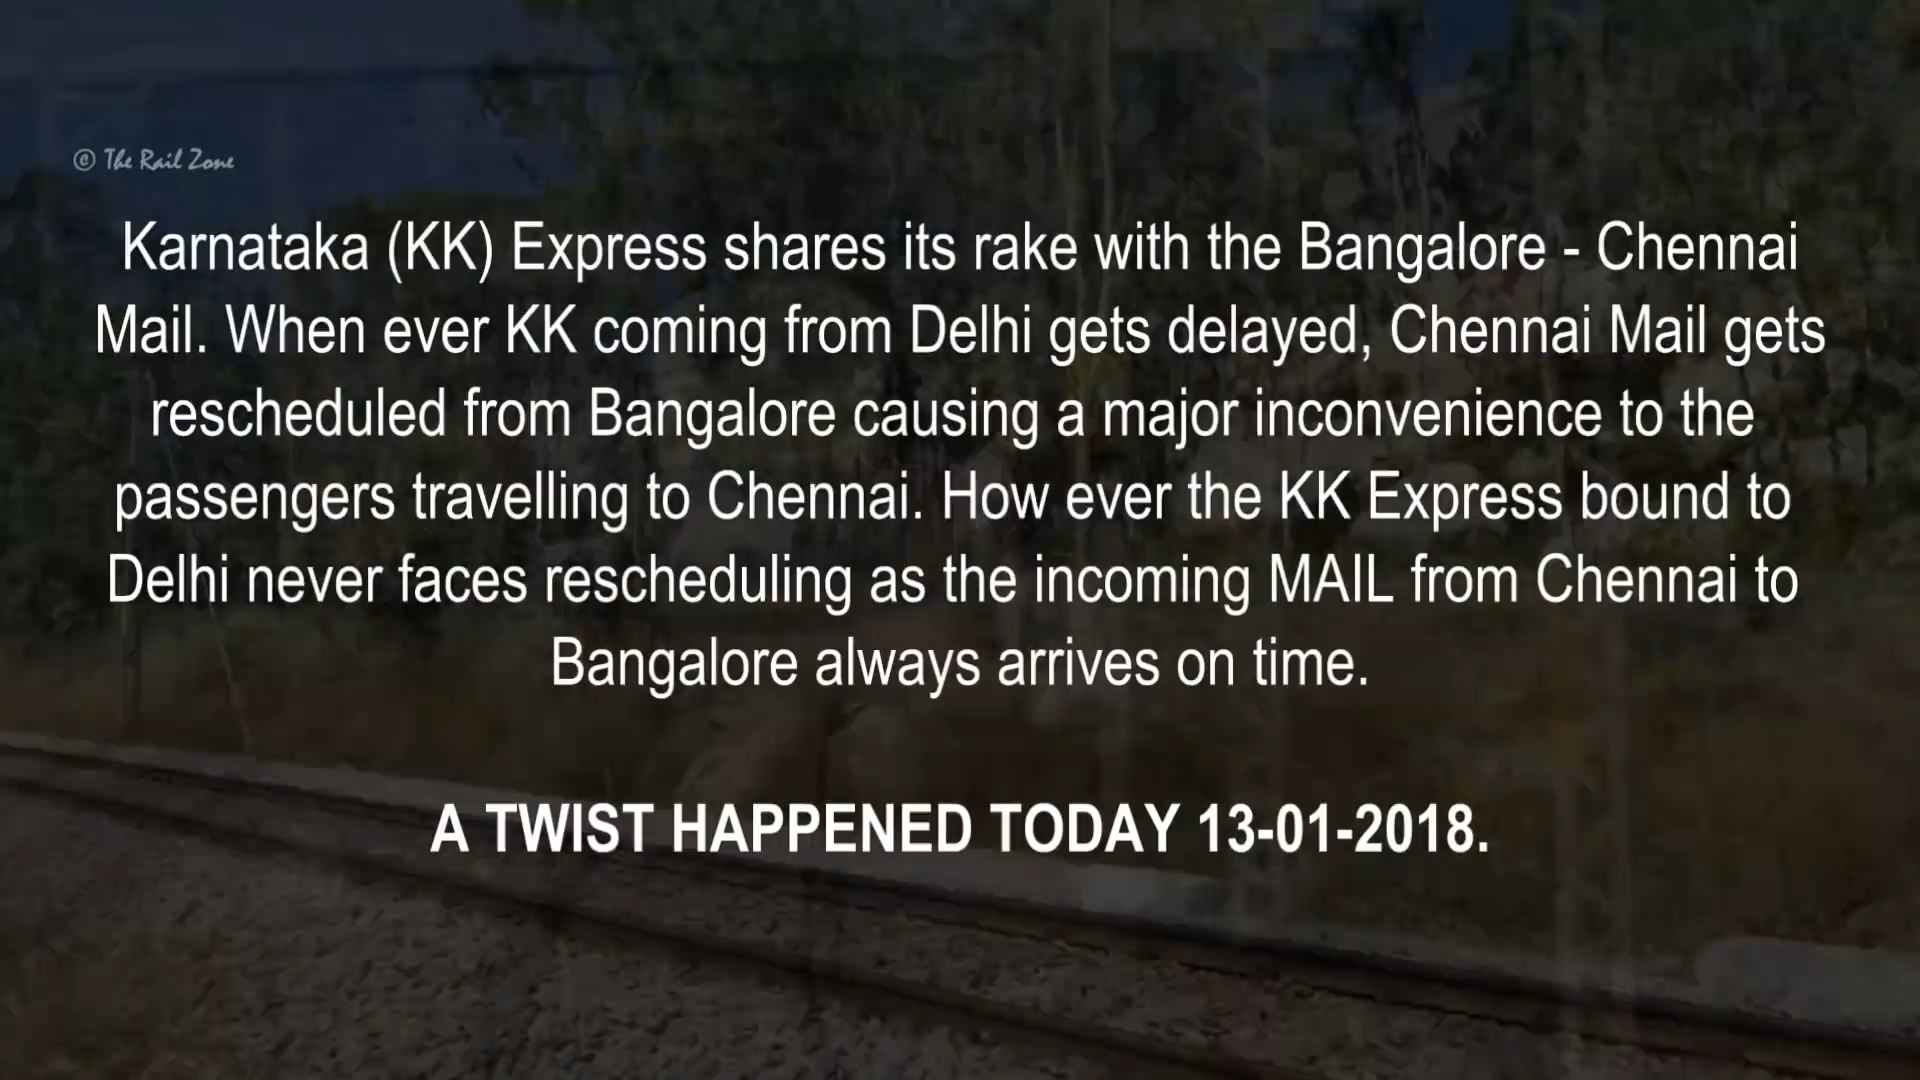 © The Rail Zone
Karnataka (KK) Express shares its rake with the Bangalore - Chennai
Mail. When ever KK coming from Delhi gets delayed, Chennai Mail gets
rescheduled from Bangalore causing a major inconvenience to the
passengers travelling to Chennai. How ever the KK Express bound to
Delhi never faces rescheduling as the incoming MAIL from Chennai to
Bangalore always arrives on time.
A TWIST HAPPENED TODAY 13-01-2018.